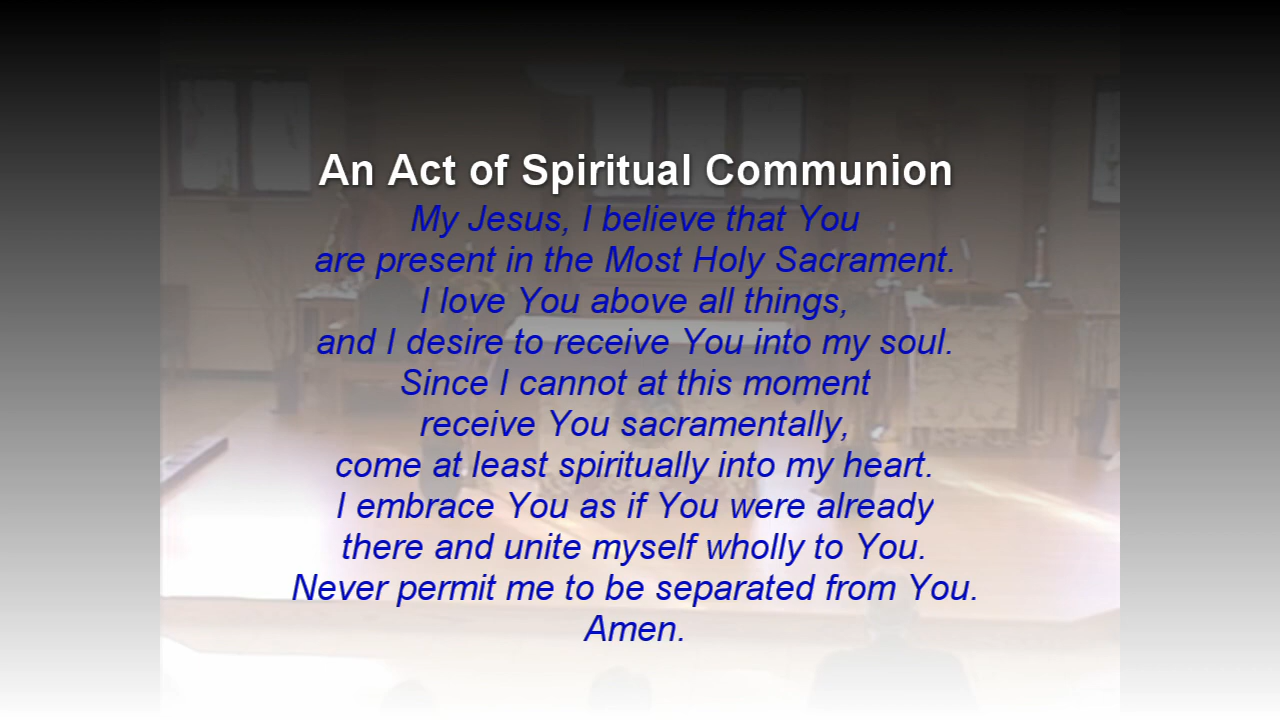 An Act of Spiritual Communion
My Jesus, I believe that You
are present in the Most Holy Sacrament.
I love You above all things,
and I desire to receive You into my soul.
Since I cannot at this moment
receive You sacramentally,
come at least spiritually into my heart.
I embrace You as if You were already
there and unite myself wholly to You.
Never permit me to be separated from You.
Amen.